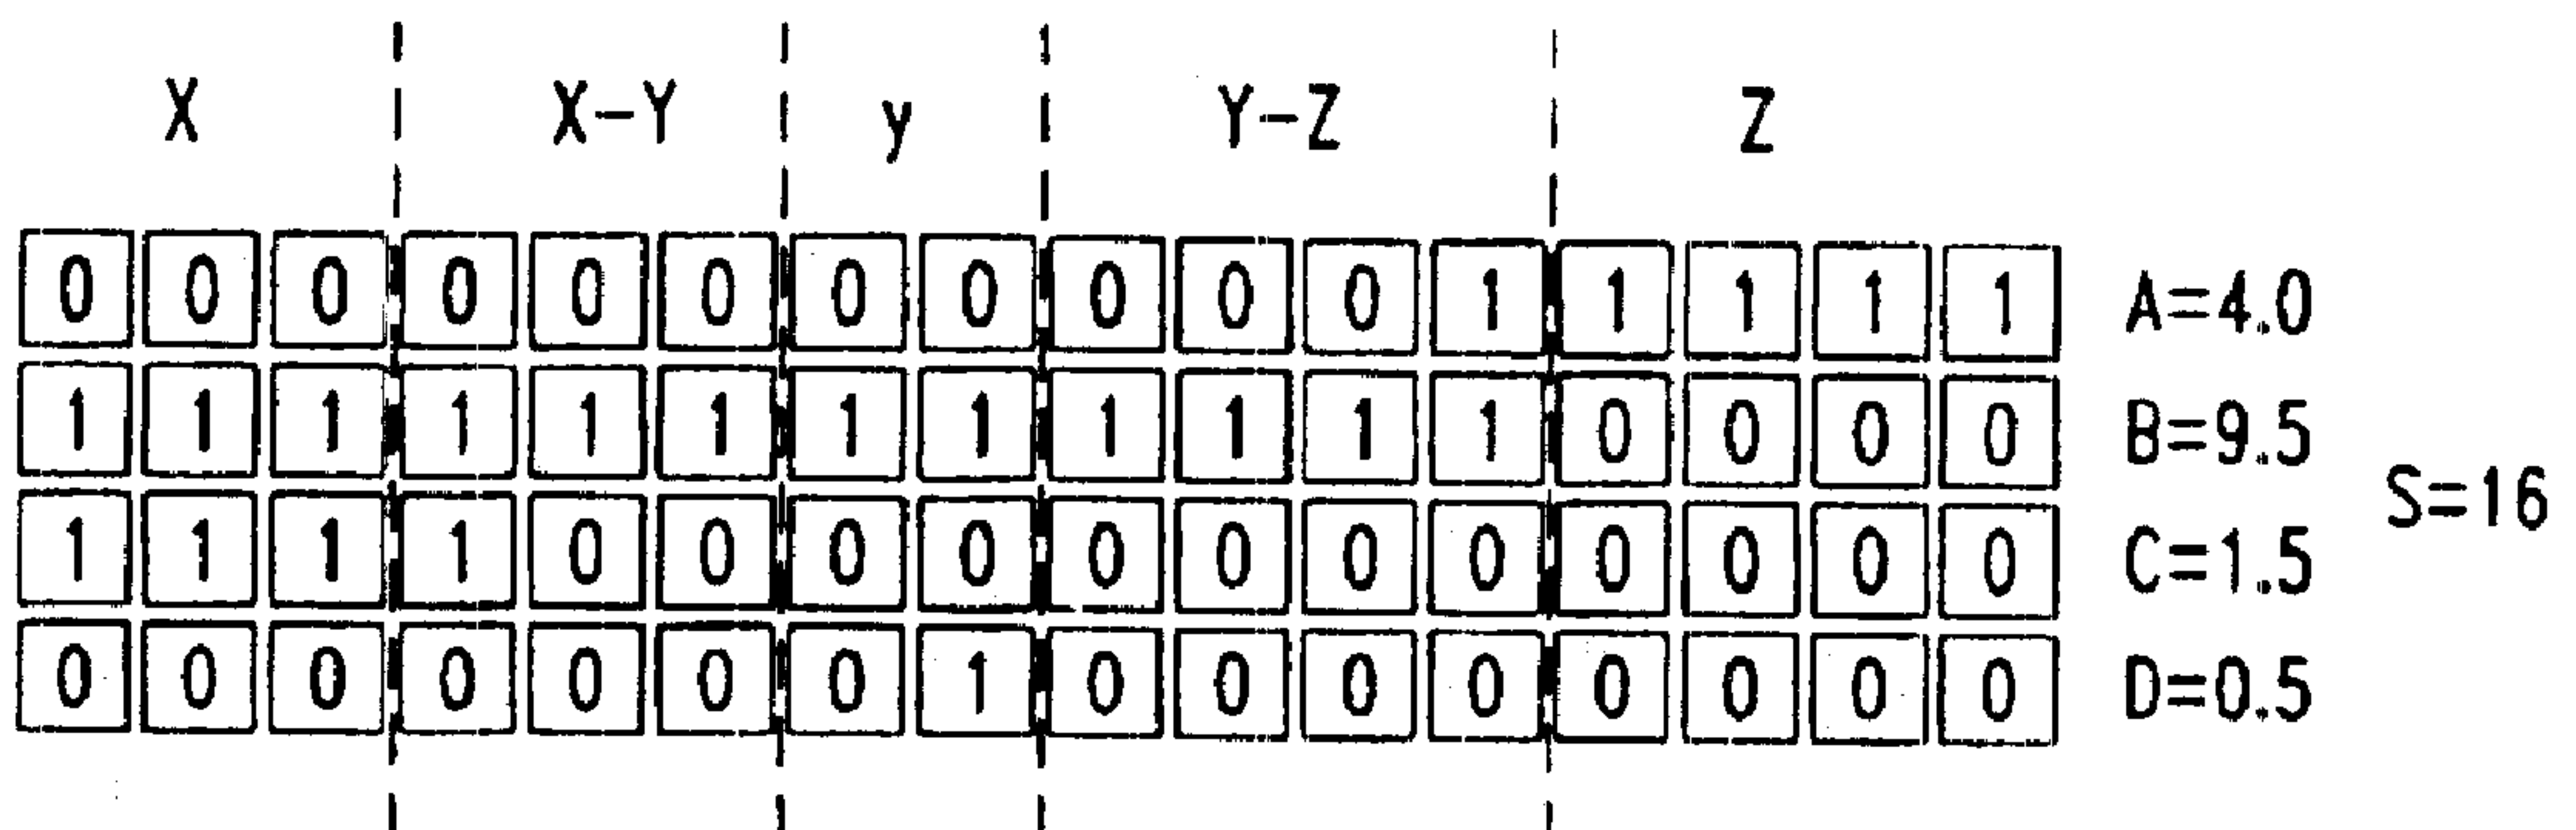 X X-Y y Y-Z Z
0 0 0 0 0 0 0 0 0 0 0 1 1 1 1 1 A=4.0
1 1 1 1 1 1 1 1 1 1 1 1 0 0 0 0 B=9.5
S=16
1 1 1 1 0 0 0 0 0 0 0 0 0 0 0 0 C=1.5
0 0 0 0 0 0 0 1 0 0 0 0 0 0 0 0 D=0.5